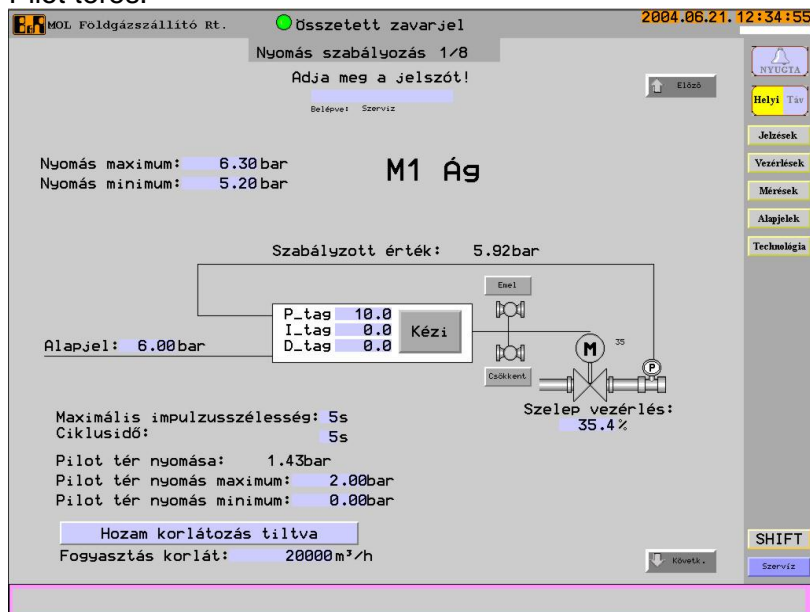 Pilot teres:
MOL Földgázszállító Rt.
Összetett zavarjel
2004.06.21. 12:34:55
Nyomás szabályozás 1/8
Adja meg a jelszót!
Belépve: Szerviz
Előző
NYUGTA
Helyi Táv
Jelzések
Vezérlések
Mérések
Alapjelek
Technológia
Nyomás maximum: 6.30 bar
Nyomás minimum: 5.20 bar
M1 Ág
Szabályzott érték: 5.92bar
Emel
P_tag 10.0
I_tag 0.0
D_tag 0.0
Kézi
Alapjel: 6.00 bar
M
35
P
Csökkent
Szelep vezérlés:
35.4%
Maximális impulzusszélesség: 5s
Ciklusidő: 5s
Pilot tér nyomása: 1.43bar
Pilot tér nyomás maximum: 2.00bar
Pilot tér nyomás minimum: 0.00bar
Hozam korlátozás tiltva
Fogyasztás korlát: 20000 m³/h
Követk.
SHIFT
Szerviz